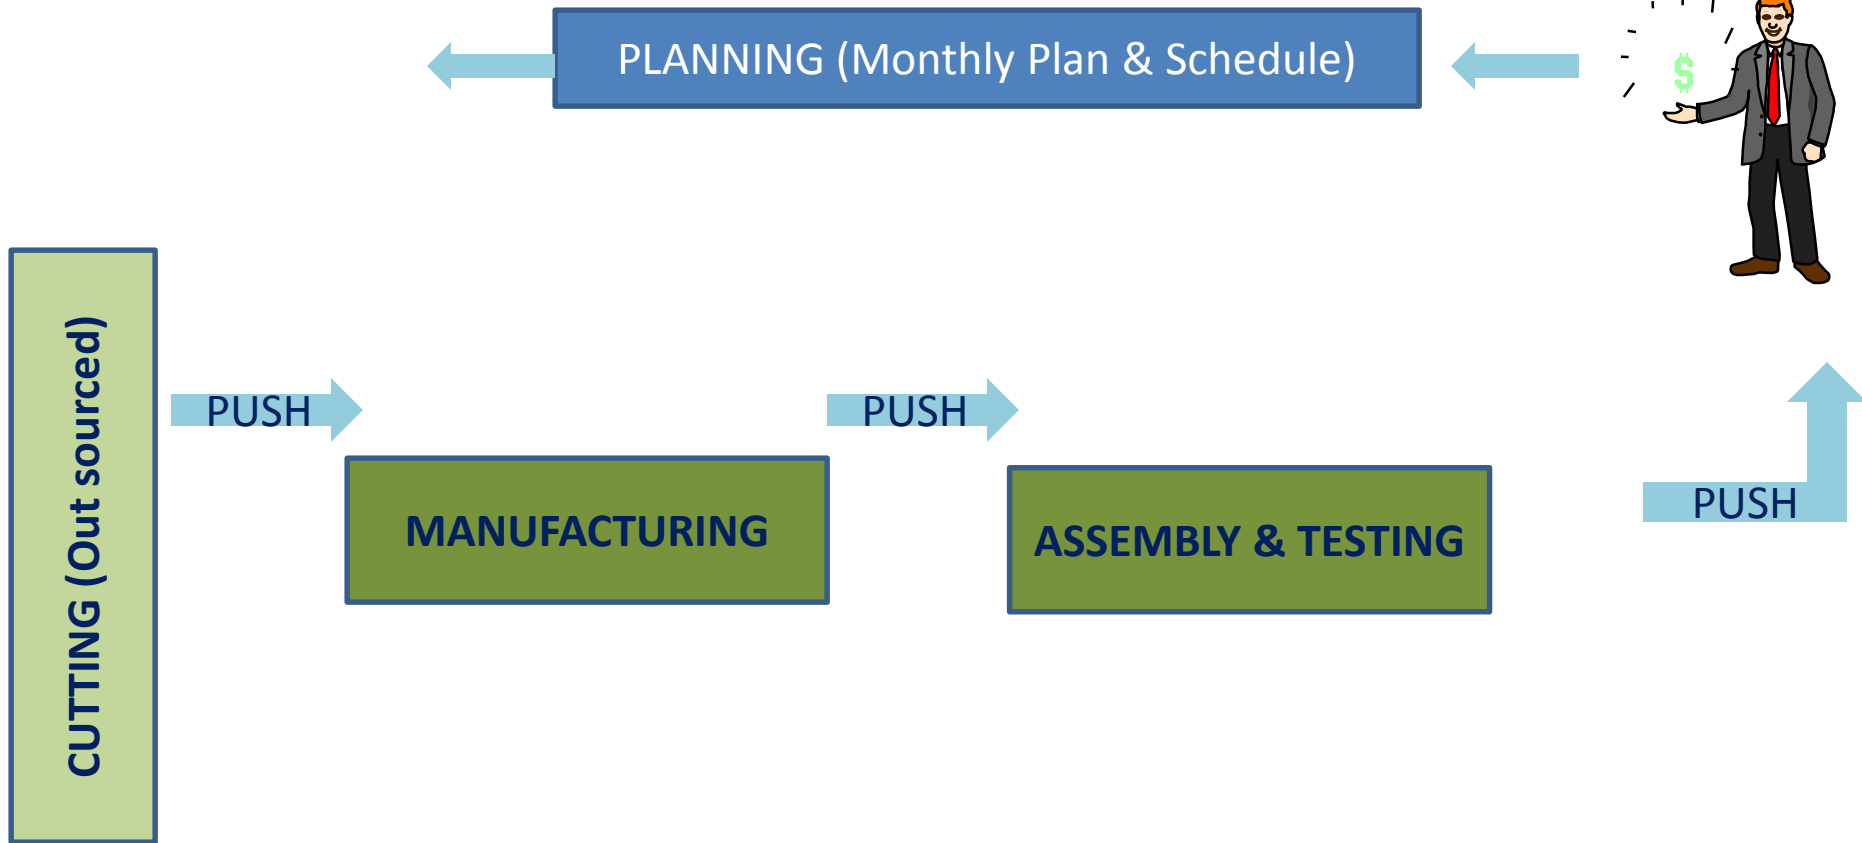 PLANNING (Monthly Plan & Schedule)
$
CUTTING (Out sourced)
PUSH
PUSH
PUSH
MANUFACTURING
ASSEMBLY & TESTING